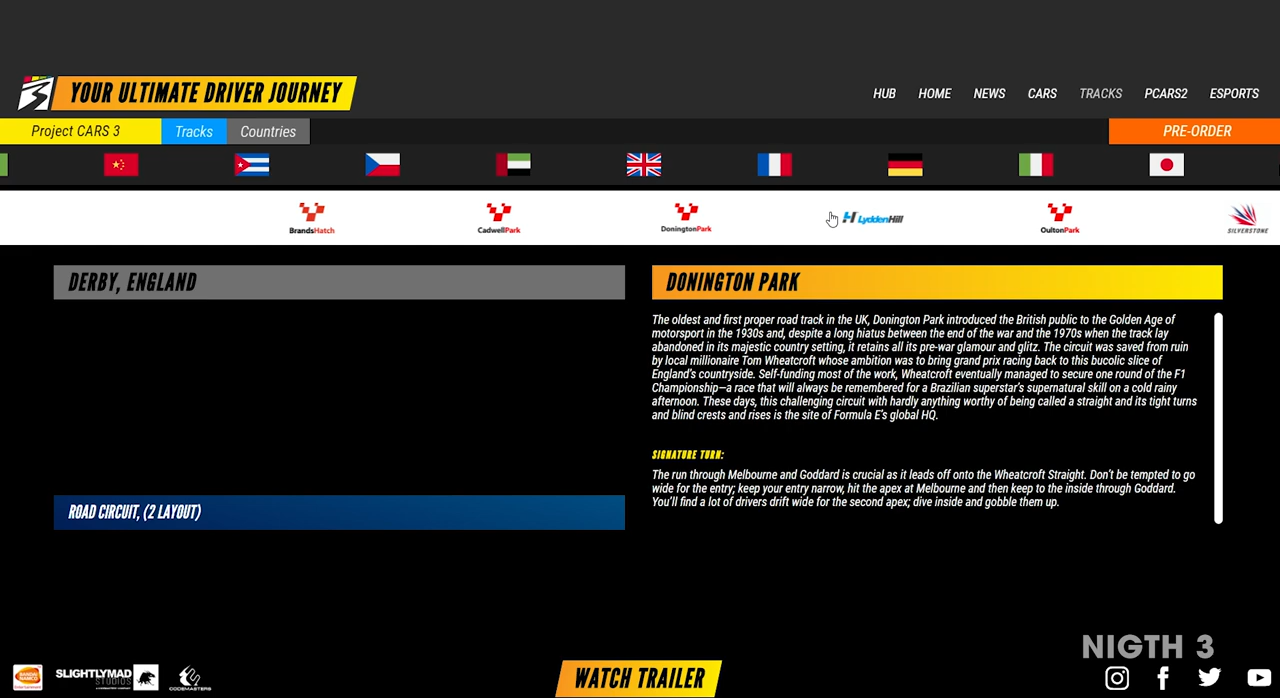 YOUR ULTIMATE DRIVER JOURNEY
HUB HOME NEWS CARS TRACKS PCARS2 ESPORTS
Project CARS 3 Tracks Countries PRE-ORDER
BrandsHatch CadwellPark DoningtonPark LyddenHill OultonPark SILVERSTONE
DERBY, ENGLAND
DONINGTON PARK
The oldest and first proper road track in the UK, Donington Park introduced the British public to the Golden Age of
motorsport in the 1930s and, despite a long hiatus between the end of the war and the 1970s when the track lay
abandoned in its majestic country setting, it retains all its pre-war glamour and glitz. The circuit was saved from ruin
by local millionaire Tom Wheatcroft whose ambition was to bring grand prix racing back to this bucolic slice of
England's countryside. Self-funding most of the work, Wheatcroft eventually managed to secure one round of the F1
Championship—a race that will always be remembered for a Brazilian superstar's supernatural skill on a cold rainy
afternoon. These days, this challenging circuit with hardly anything worthy of being called a straight and its tight turns
and blind crests and rises is the site of Formula E's global HQ.
SIGNATURE TURN:
The run through Melbourne and Goddard is crucial as it leads off onto the Wheatcroft Straight. Don't be tempted to go
wide for the entry; keep your entry narrow, hit the apex at Melbourne and then keep to the inside through Goddard.
You'll find a lot of drivers drift wide for the second apex; dive inside and gobble them up.
ROAD CIRCUIT, (2 LAYOUT)
NIGTH 3
SLIGHTLYMAD
STUDIOS
CODEMASTERS
WATCH TRAILER